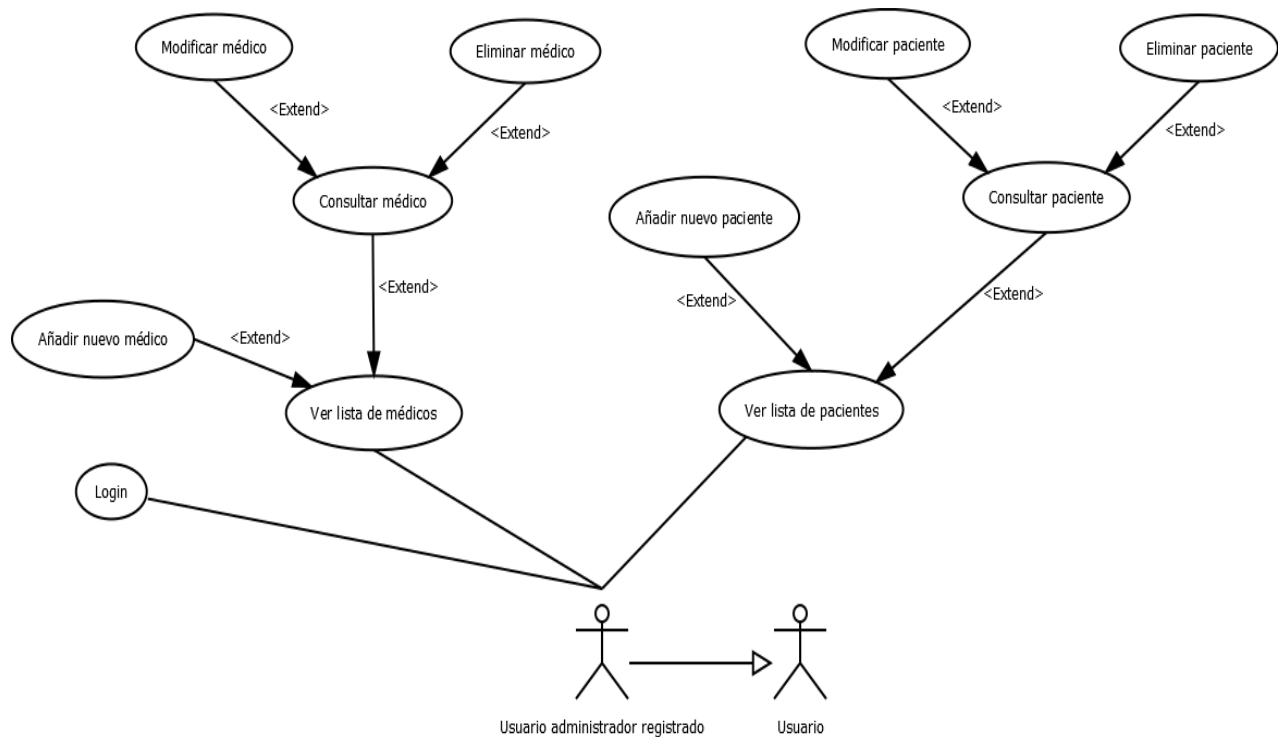 Modificar médico
Eliminar médico
Modificar paciente
Eliminar paciente
<Extend>
<Extend>
<Extend>
<Extend>
Consultar médico
Añadir nuevo paciente
Consultar paciente
<Extend>
<Extend>
<Extend>
Añadir nuevo médico
<Extend>
Ver lista de médicos
Ver lista de pacientes
Login
Usuario administrador registrado
Usuario